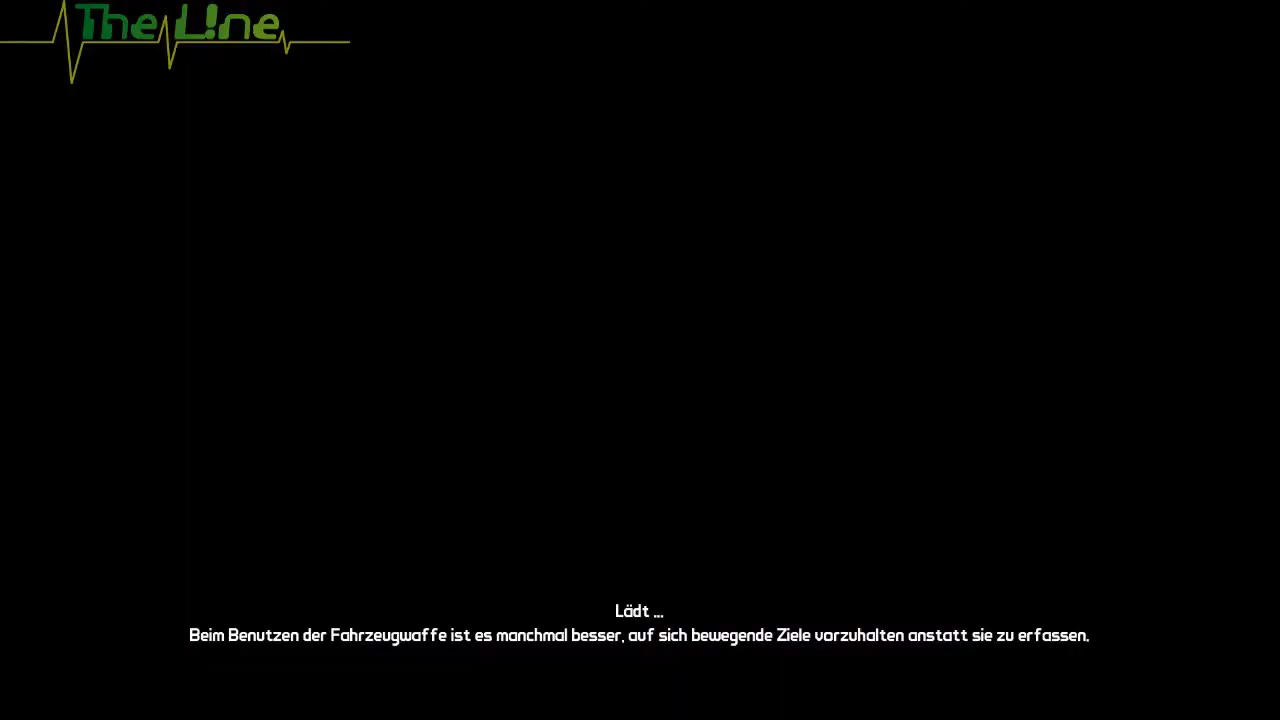 The L!ne
Lädt ...
Beim Benutzen der Fahrzeugwaffe ist es manchmal besser, auf sich bewegende Ziele vorzuhalten anstatt sie zu erfassen.